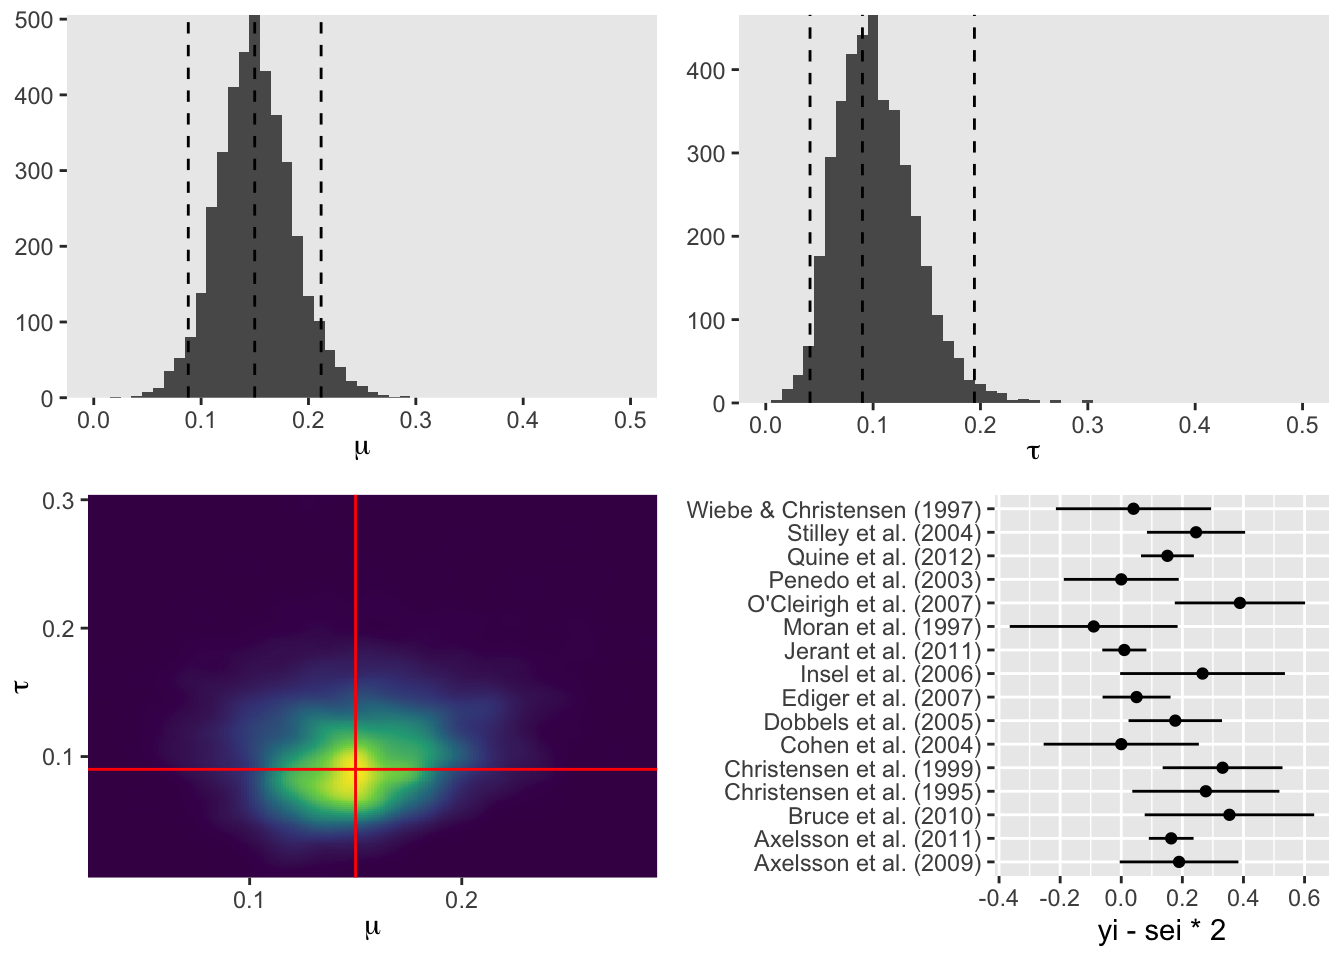 500
400
300
200
100
0
0.0 0.1 0.2 0.3 0.4 0.5
μ
400
300
200
100
0
0.0 0.1 0.2 0.3 0.4 0.5
τ
0.3
0.2
0.1
τ
0.1 0.2
μ
Wiebe & Christensen (1997)
Stilley et al. (2004)
Quine et al. (2012)
Penedo et al. (2003)
O'Cleirigh et al. (2007)
Moran et al. (1997)
Jerant et al. (2011)
Insel et al. (2006)
Ediger et al. (2007)
Dobbels et al. (2005)
Cohen et al. (2004)
Christensen et al. (1999)
Christensen et al. (1995)
Bruce et al. (2010)
Axelsson et al. (2011)
Axelsson et al. (2009)
-0.4 -0.2 0.0 0.2 0.4 0.6
yi - sei * 2